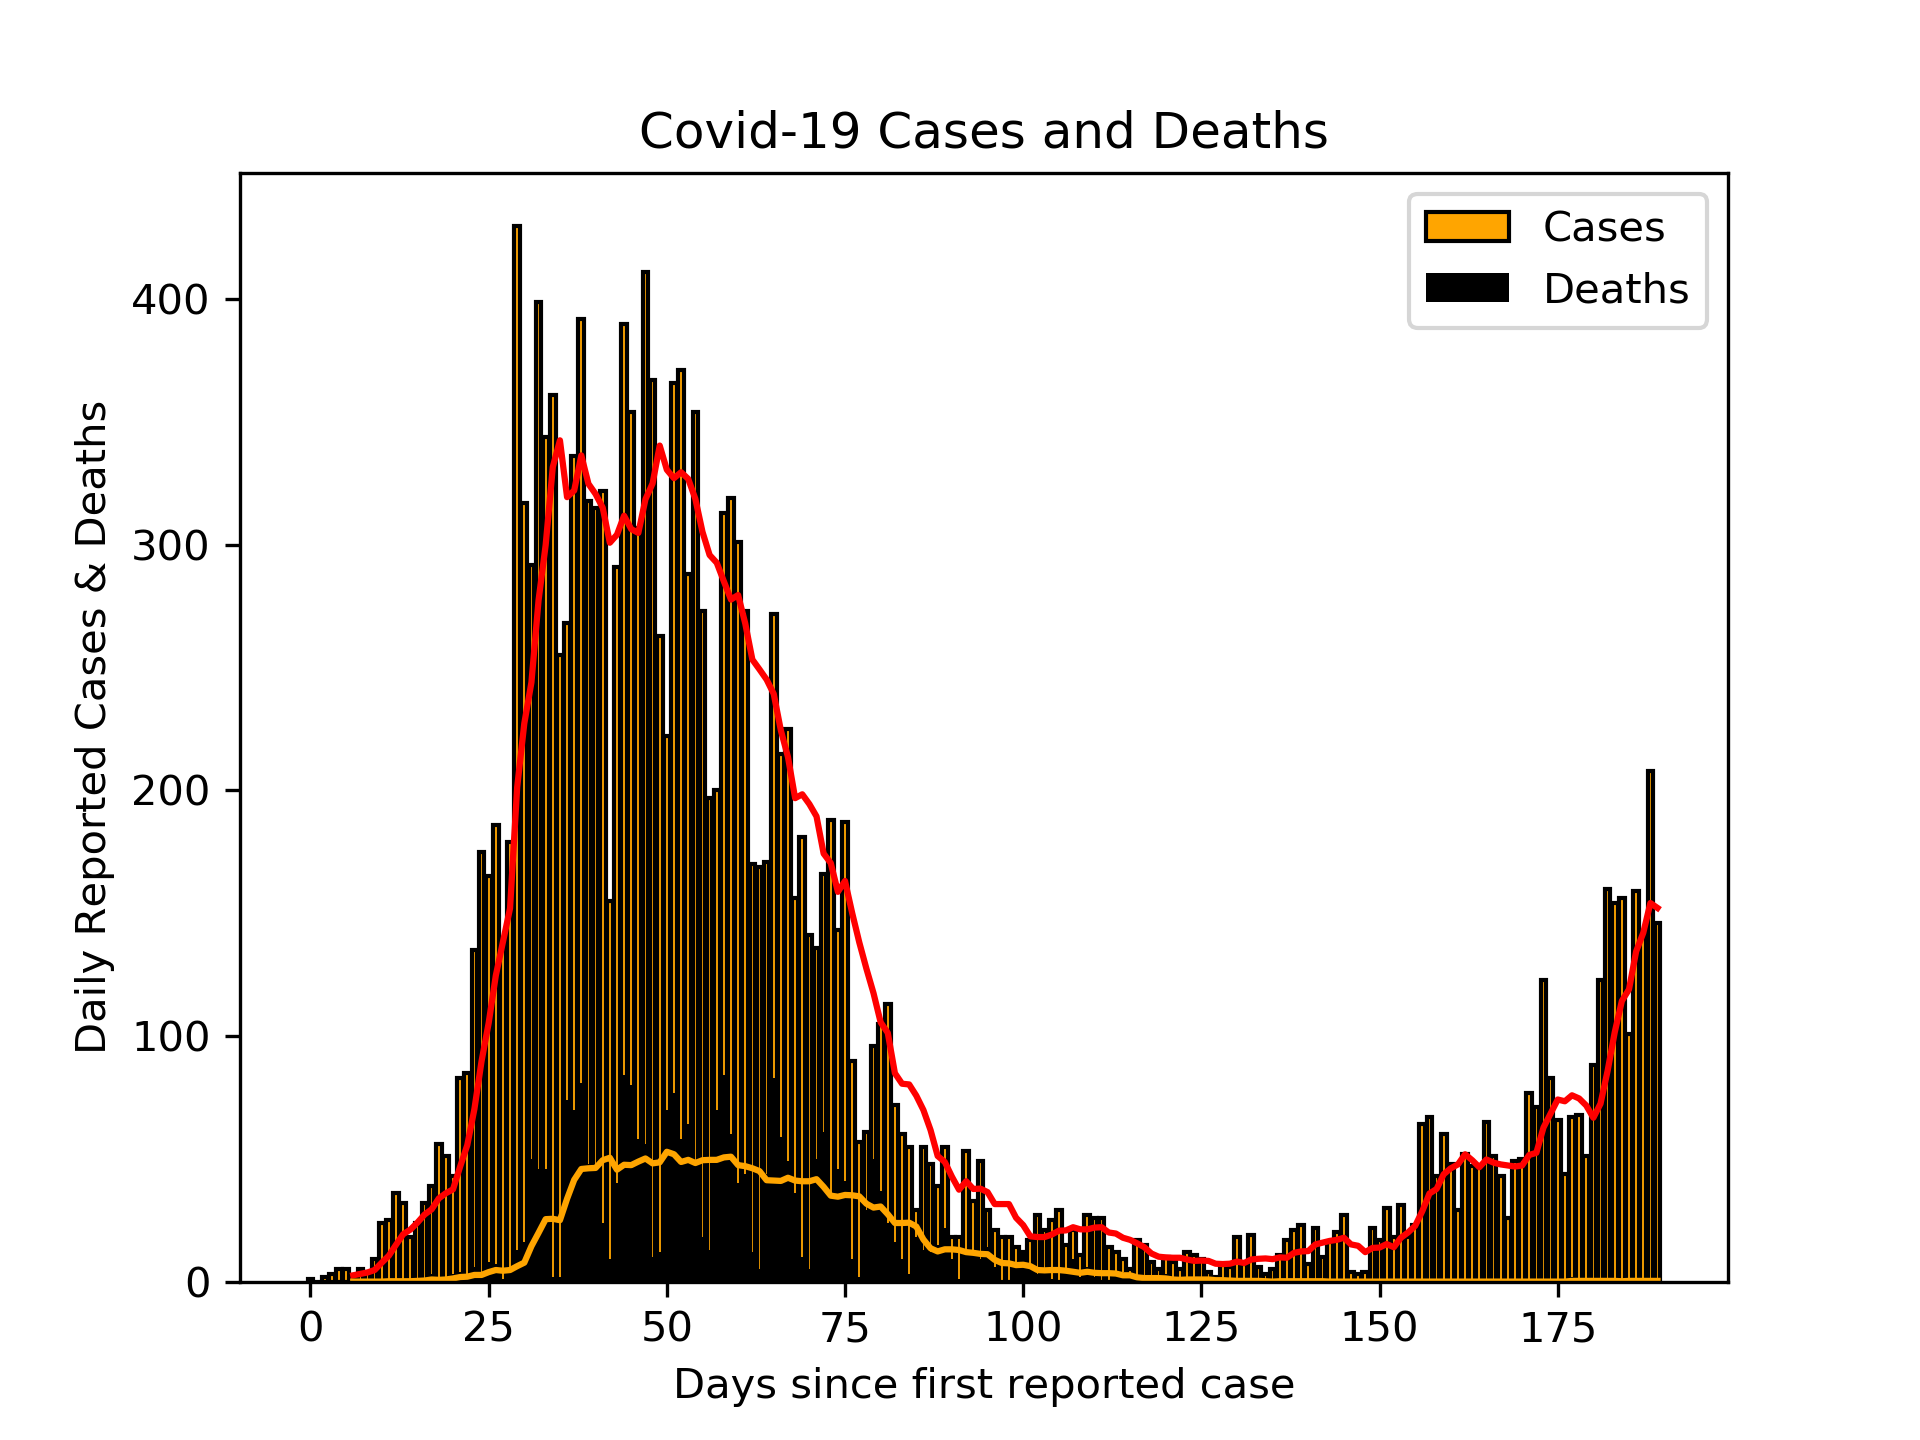 Covid-19 Cases and Deaths
Cases
Deaths
Daily Reported Cases & Deaths
400
300
200
100
0
0 25 50 75 100 125 150 175
Days since first reported case